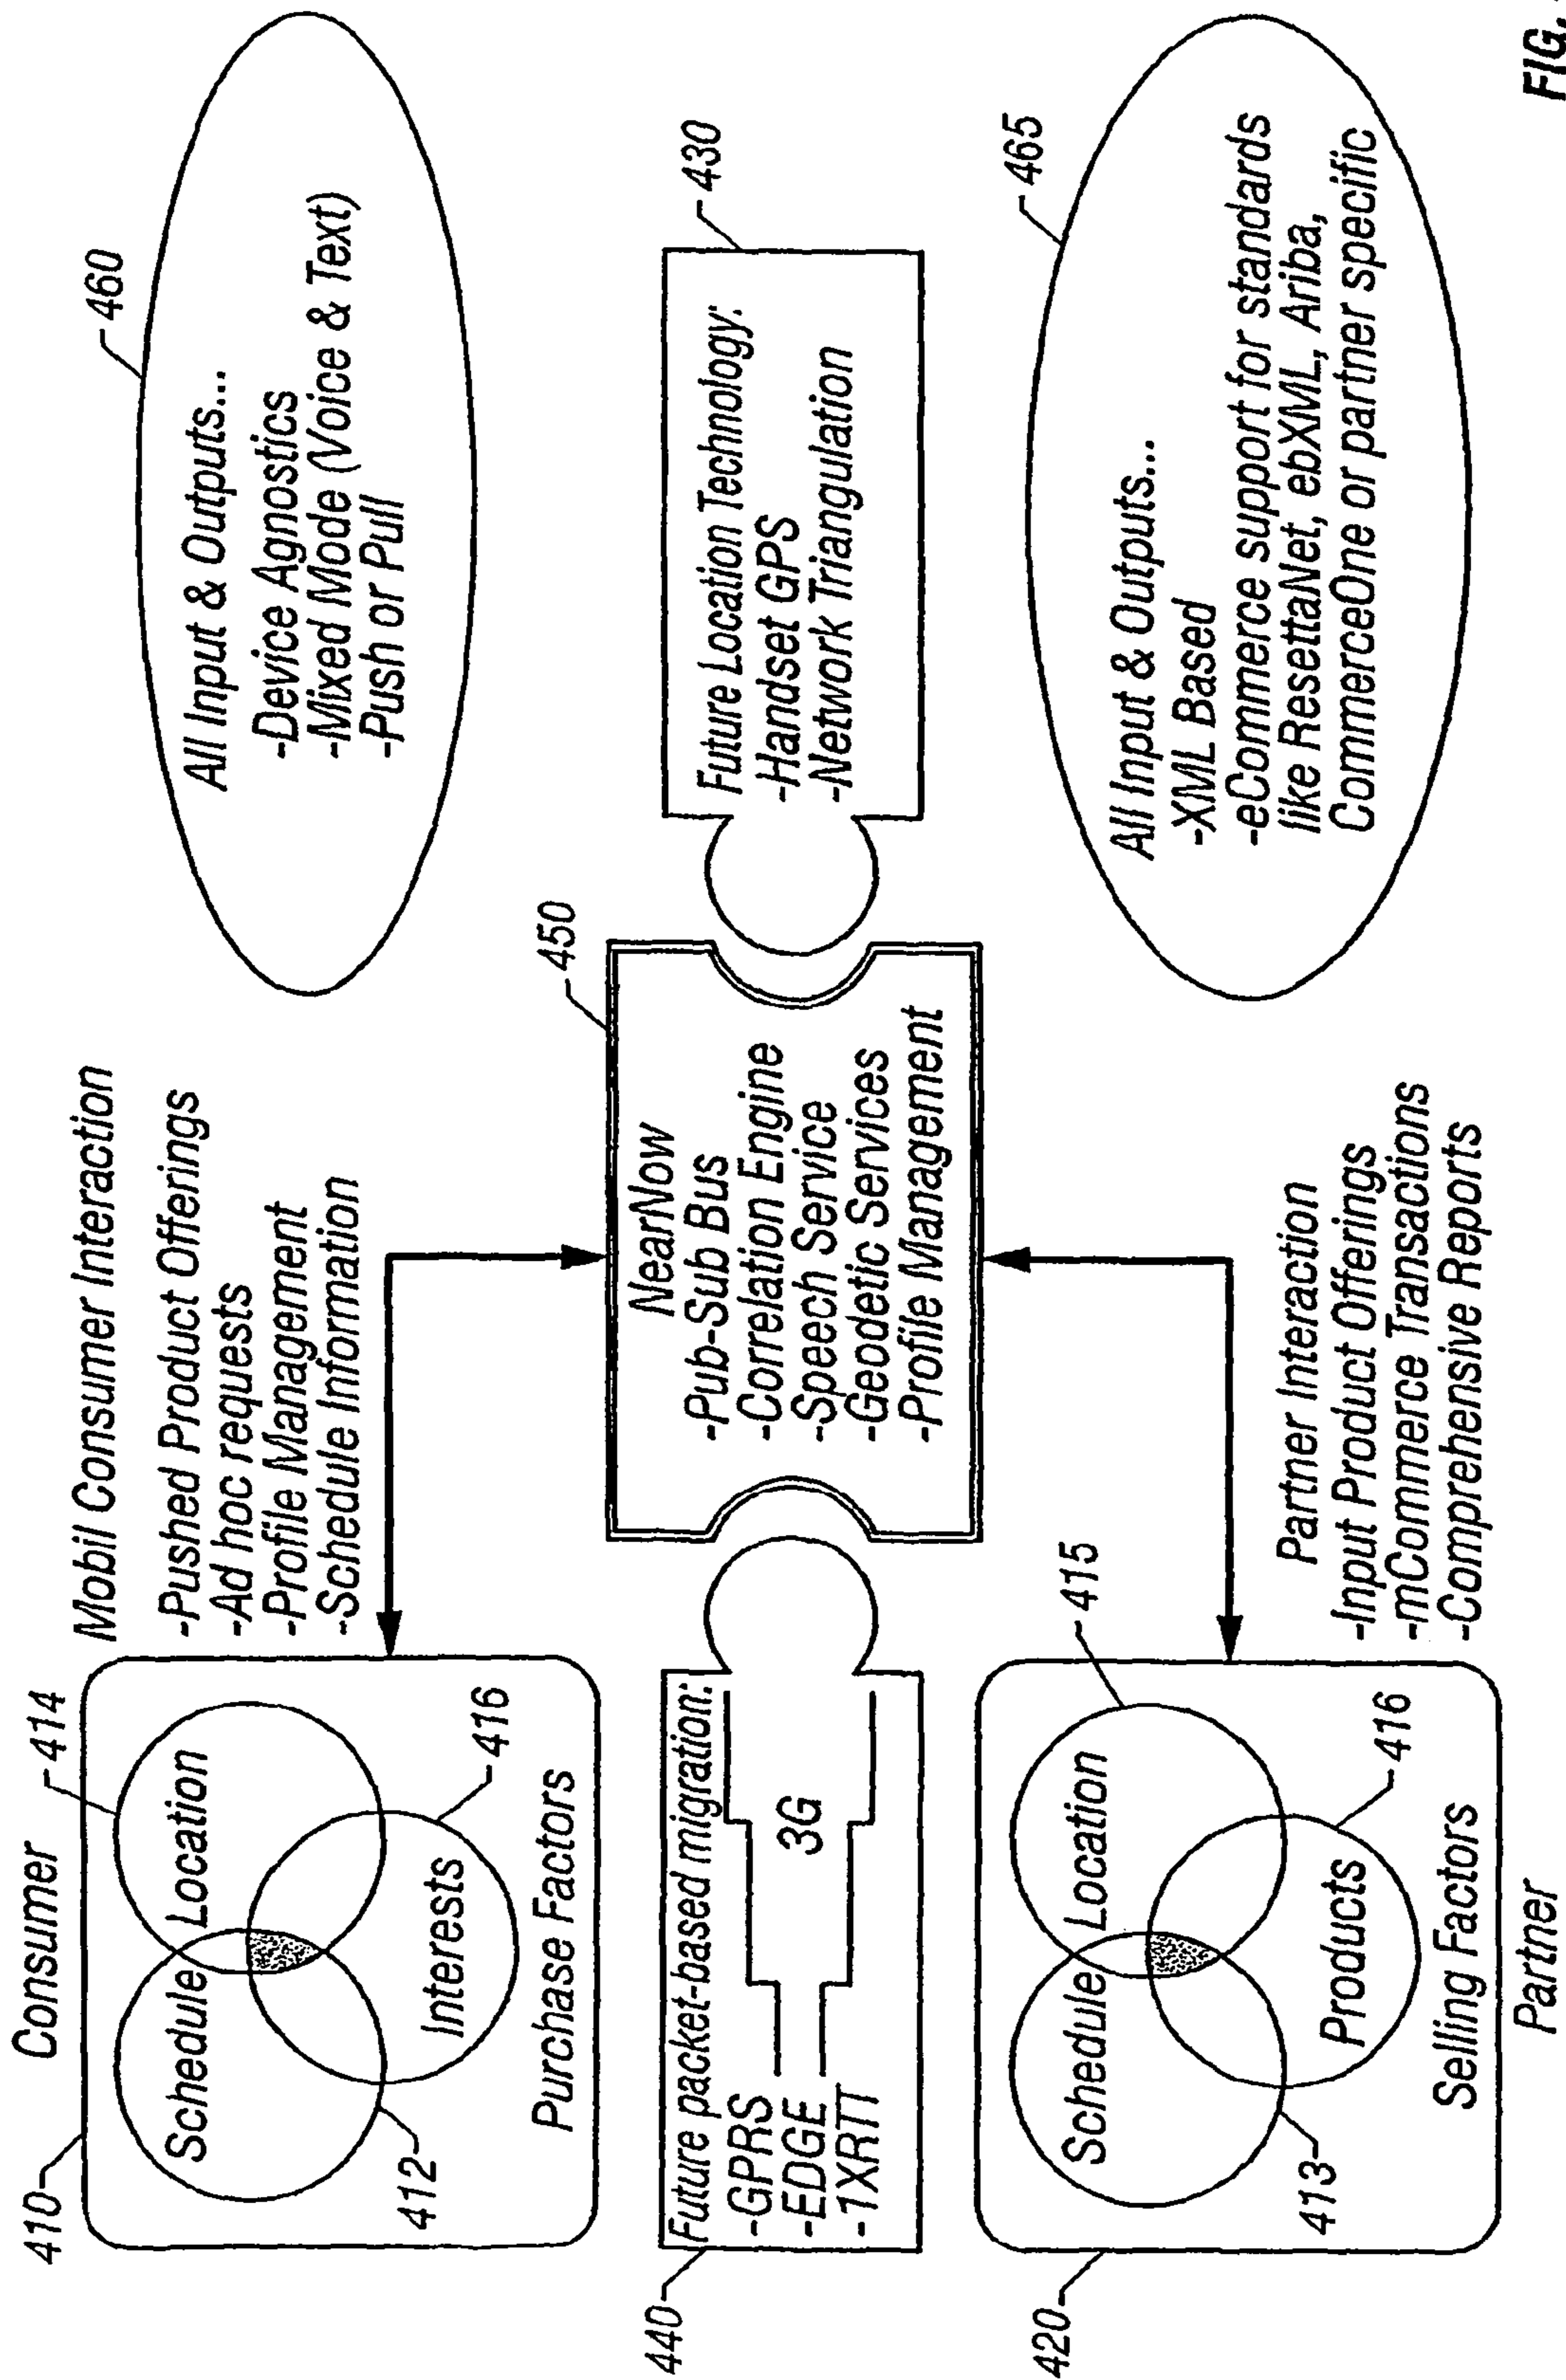 410
Consumer
414
Schedule
Location
Interests
412
416
Purchase Factors
Mobil Consumer Interaction
-Pushed Product Offerings
-Ad hoc requests
-Profile Management
-Schedule Information
460
All Input & Outputs...
-Device Agnostics
-Mixed Mode (Voice & Text)
-Push or Pull
440
Future packet-based migration:
-GPRS
-EDGE
-1XRTT
3G
450
NearNow
-Pub-Sub Bus
-Correlation Engine
-Speech Service
-Geodetic Services
-Profile Management
430
Future Location Technology:
-Handset GPS
-Network Triangulation
420
415
Schedule
Location
Products
413
416
Selling Factors
Partner
Partner Interaction
-Input Product Offerings
-mCommerce Transactions
-Comprehensive Reports
465
All Input & Outputs...
-XML Based
-eCommerce support for standards
like ResettaNet, ebXML, Ariba,
CommerceOne or partner specific
FIG.